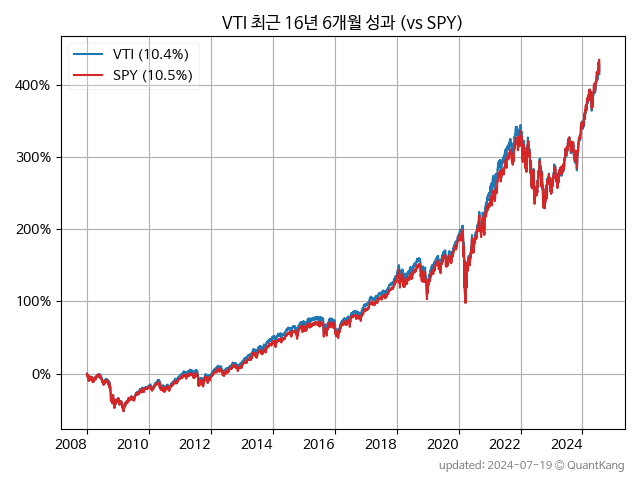 VTI 최근 16년 6개월 성과 (vs SPY)
VTI (10.4%)
SPY (10.5%)
400%
300%
200%
100%
0%
2008 2010 2012 2014 2016 2018 2020 2022 2024
updated: 2024-07-19 © QuantKang